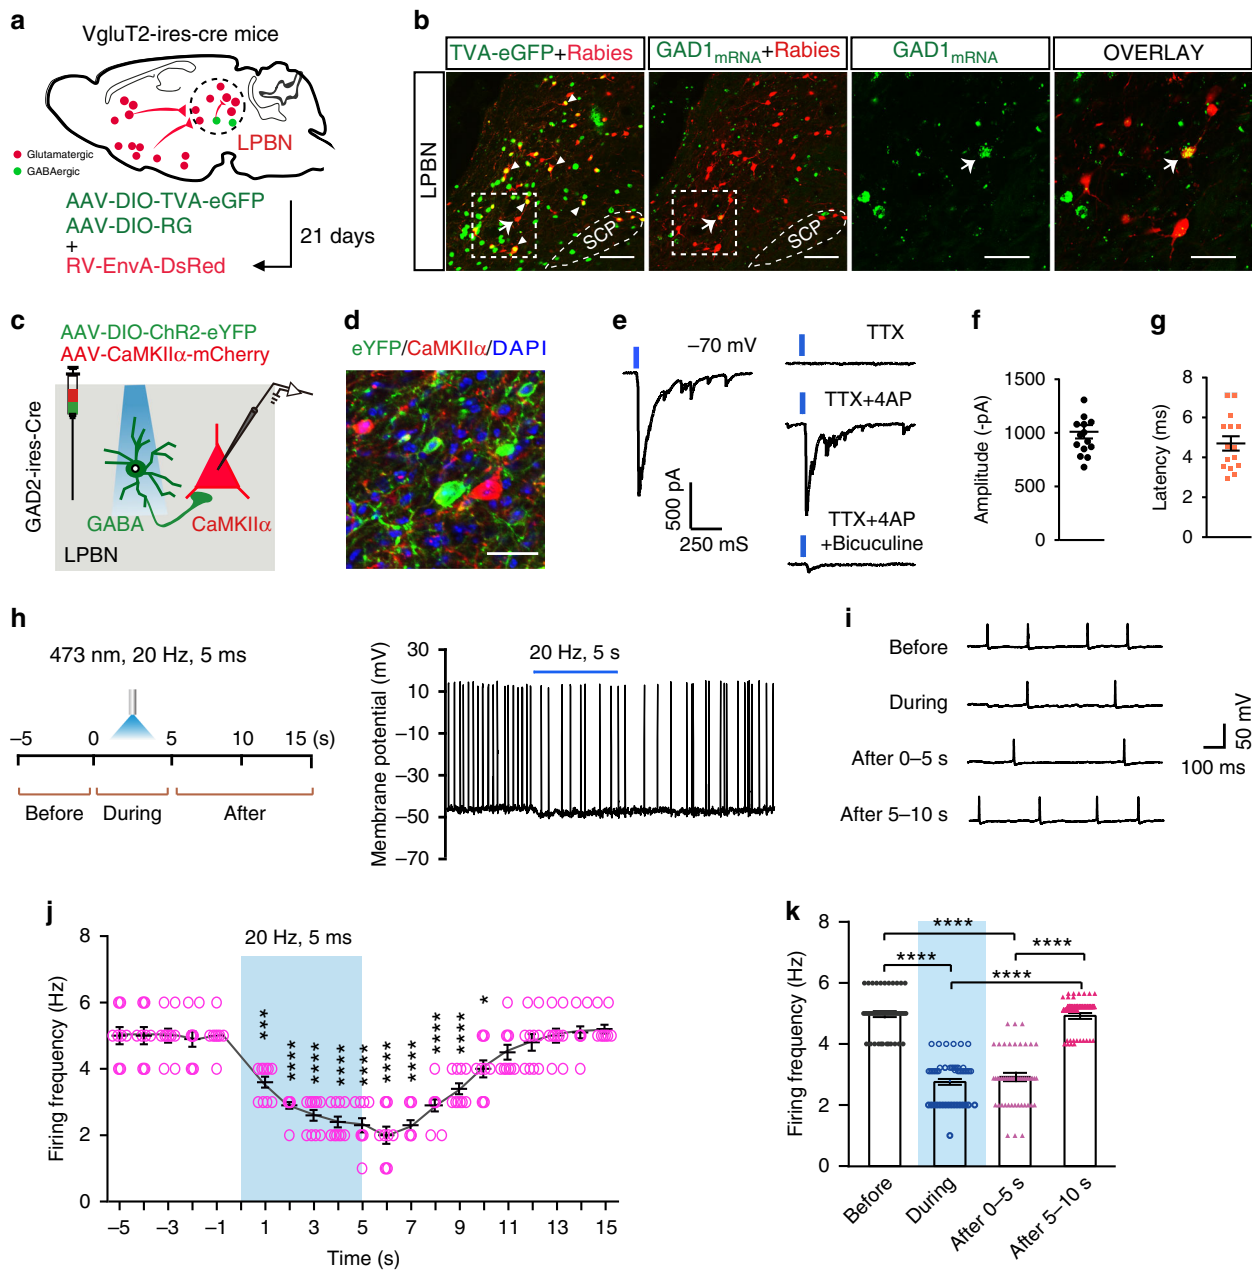 a
VgluT2-ires-cre mice
LPBN
Glutamatergic
GABAergic
AAV-DIO-TVA-eGFP
AAV-DIO-RG
+
RV-EnvA-DsRed
21 days
b
TVA-eGFP+Rabies
GAD1mRNA+Rabies
GAD1mRNA
OVERLAY
LPBN
SCP
SCP
c
AAV-DIO-ChR2-eYFP
AAV-CaMKIIα-mCherry
GAD2-ires-Cre
GABA
CaMKIIα
LPBN
d
eYFP/CaMKIIα/DAPI
e
–70 mV
500 pA
250 mS
TTX
TTX+4AP
TTX+4AP
+Bicuculine
f
Amplitude (-pA)
1500
1000
500
0
g
Latency (ms)
8
6
4
2
0
h
473 nm, 20 Hz, 5 ms
–5 0 5 10 15 (s)
Before During After
Membrane potential (mV)
30
10
–10
–30
–50
–70
20 Hz, 5 s
i
Before
During
After 0–5 s
After 5–10 s
50 mV
100 ms
j
Firing frequency (Hz)
8
6
4
2
0
20 Hz, 5 ms
***
****
****
****
****
****
****
****
****
*
–5 –3 –1 1 3 5 7 9 11 13 15
Time (s)
k
Firing frequency (Hz)
8
6
4
2
0
****
****
****
****
Before
During
After 0–5 s
After 5–10 s